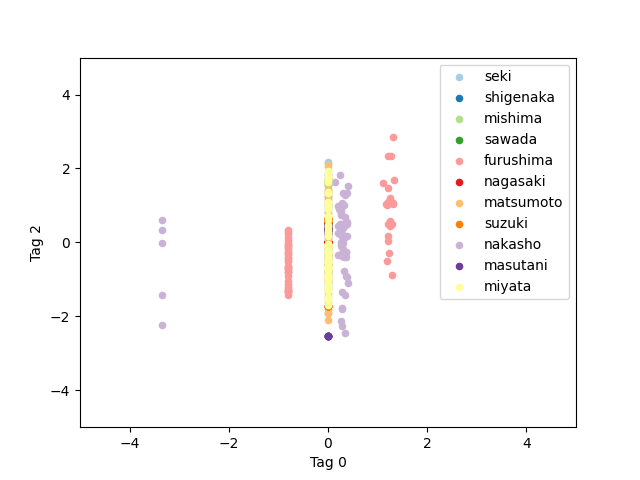 seki
shigenaka
mishima
sawada
furushima
nagasaki
matsumoto
suzuki
nakasho
masutani
miyata
4
2
0
−2
−4
Tag 2
−4
−2
0
2
4
Tag 0